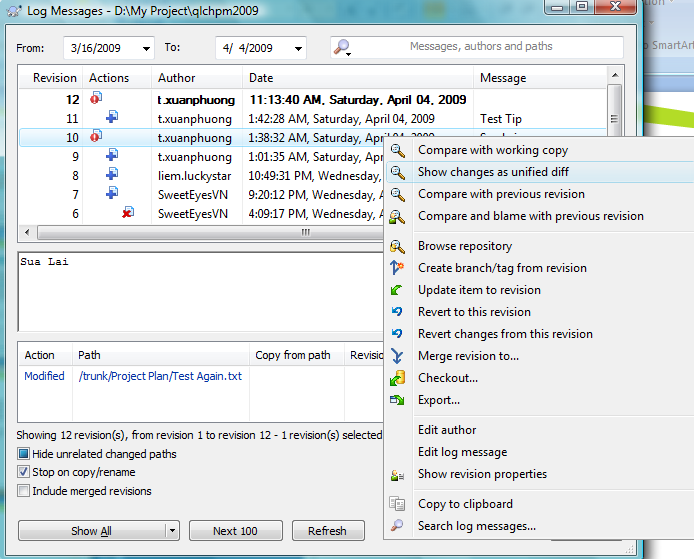 Log Messages - D:\My Project\qlchpm2009
From: 3/16/2009 To: 4/ 4/2009 Messages, authors and paths
to SmartArt
Revision Actions Author Date Message
12 t.xuanphuong 11:13:40 AM, Saturday, April 04, 2009
11 t.xuanphuong 1:42:28 AM, Saturday, April 04, 2009 Test Tip
10 t.xuanphuong 1:38:32 AM, Saturday, April 04, 2009
9 t.xuanphuong 1:01:35 AM, Saturday,
8 liem.luckystar 10:49:31 PM, Wednesday,
7 SweetEyesVN 9:20:12 PM, Wednesday,
6 SweetEyesVN 4:09:17 PM, Wednesday,
Sua Lai
Action Path Copy from path Revision
Modified /trunk/Project Plan/Test Again.txt
Showing 12 revision(s), from revision 1 to revision 12 - 1 revision(s) selected
Hide unrelated changed paths
Stop on copy/rename
Include merged revisions
Show All Next 100 Refresh
Compare with working copy
Show changes as unified diff
Compare with previous revision
Compare and blame with previous revision
Browse repository
Create branch/tag from revision
Update item to revision
Revert to this revision
Revert changes from this revision
Merge revision to...
Checkout...
Export...
Edit author
Edit log message
Show revision properties
Copy to clipboard
Search log messages...